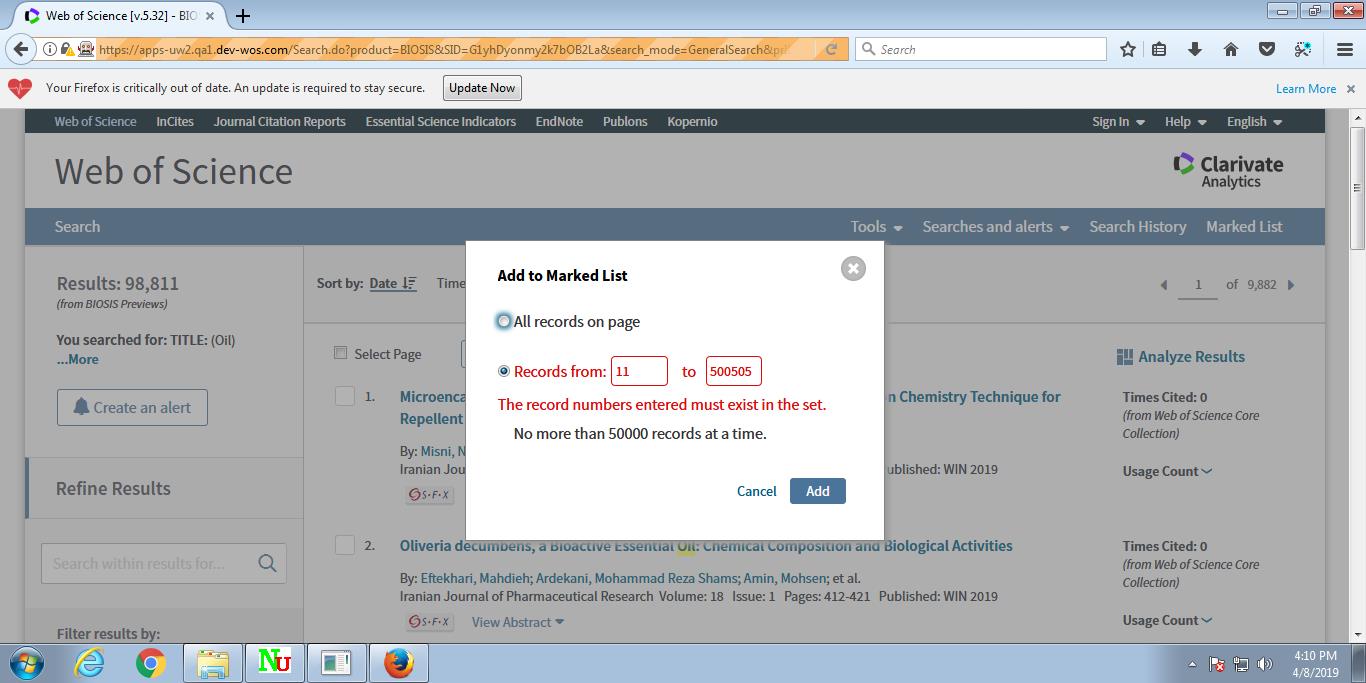 Web of Science [v.5.32] - BIO
https://apps-uw2.qa1.dev-wos.com/Search.do?product=BIOSIS&SID=G1yhDyonmy2k7bOB2La&search_mode=GeneralSearch&pr
Search
Your Firefox is critically out of date. An update is required to stay secure.
Update Now
Learn More
Web of Science InCites Journal Citation Reports Essential Science Indicators EndNote Publons Kopernio Sign In Help English
Web of Science
Clarivate
Analytics
Search Tools Searches and alerts Search History Marked List
Results: 98,811
(from BIOSIS Previews)
You searched for: TITLE: (Oil)
...More
Create an alert
Refine Results
Search within results for...
Filter results by:
Sort by: Date Time
1 of 9,882
Select Page
Analyze Results
Add to Marked List
All records on page
Records from: 11 to 500505
The record numbers entered must exist in the set.
No more than 50000 records at a time.
Cancel Add
1. Microenca n Chemistry Technique for
Repellent
By: Misni, N
Iranian Jou ublished: WIN 2019
S·F·X
Times Cited: 0
(from Web of Science Core
Collection)
Usage Count
2. Oliveria decumbens, a Bioactive Essential Oil: Chemical Composition and Biological Activities
By: Eftekhari, Mahdieh; Ardekani, Mohammad Reza Shams; Amin, Mohsen; et al.
Iranian Journal of Pharmaceutical Research Volume: 18 Issue: 1 Pages: 412-421 Published: WIN 2019
S·F·X View Abstract
Times Cited: 0
(from Web of Science Core
Collection)
Usage Count
NU
4:10 PM
4/8/2019